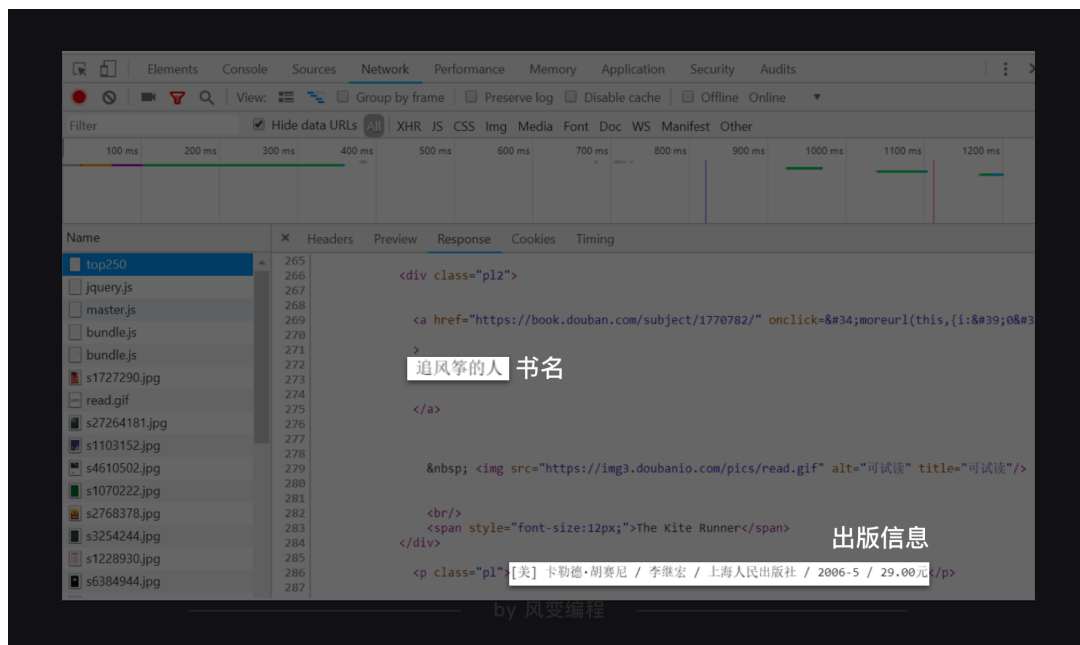 Elements Console Sources Network Performance Memory Application Security Audits
View: Group by frame Preserve log Disable cache Offline Online
Filter Hide data URLs All XHR JS CSS Img Media Font Doc WS Manifest Other
100 ms 200 ms 300 ms 400 ms 500 ms 600 ms 700 ms 800 ms 900 ms 1000 ms 1100 ms 1200 ms
Name × Headers Preview Response Cookies Timing
top250
jquery.js
master.js
bundle.js
bundle.js
s1727290.jpg
read.gif
s27264181.jpg
s1103152.jpg
s4610502.jpg
s1070222.jpg
s2768378.jpg
s3254244.jpg
s1228930.jpg
s6384944.jpg
265
266 <div class="pl2">
267
268
269 <a href="https://book.douban.com/subject/1770782/" onclick=&#34;moreurl(this,{i:&#39;0&#3
270
271 >
272 追风筝的人 书名
273
274
275 </a>
276
277
278
279 &nbsp; <img src="https://img3.doubanio.com/pics/read.gif" alt="可试读" title="可试读"/>
280
281
282 <br/>
283 <span style="font-size:12px;">The Kite Runner</span>
284 </div>
出版信息
285
286 <p class="pl">[美] 卡勒德·胡赛尼 / 李继宏 / 上海人民出版社 / 2006-5 / 29.00元</p>
287
by 风变编程